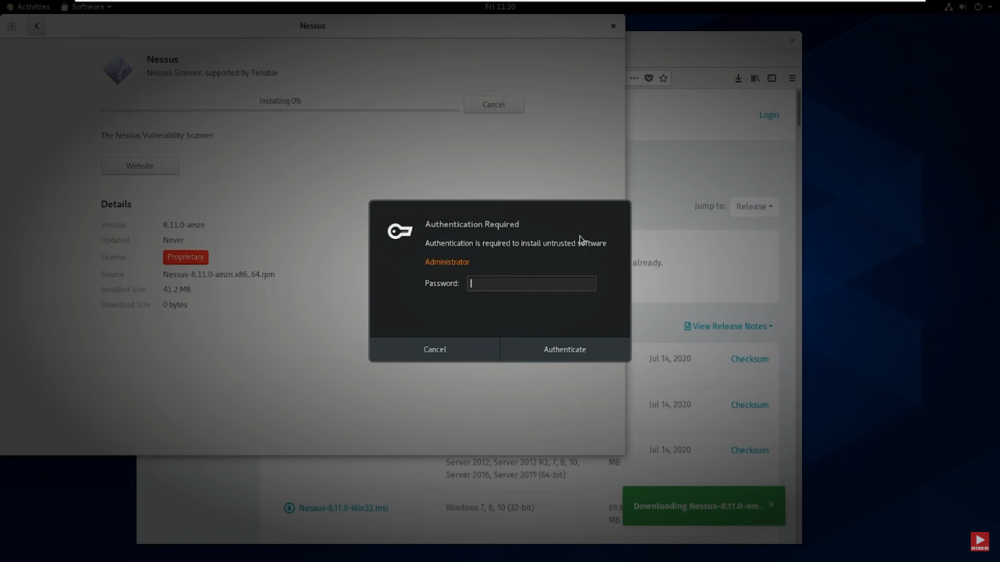 Activities
Software
Fri 11:20
Nessus
Nessus
Nessus Scanner, supported by Tenable
Installing 0%
Cancel
The Nessus Vulnerability Scanner
Website
Details
Version 8.11.0-amzn
Updated Never
License Proprietary
Source Nessus-8.11.0-amzn.x86_64.rpm
Installed Size 41.2 MB
Download Size 0 bytes
Authentication Required
Authentication is required to install untrusted software
Administrator
Password:
Cancel
Authenticate
Login
Jump to: Release
already.
View Release Notes
Jul 14, 2020 Checksum
Jul 14, 2020 Checksum
Jul 14, 2020 Checksum
Server 2012, Server 2012 R2, 7, 8, 10, MB
Server 2016, Server 2019 (64-bit)
Nessus-8.11.0-Win32.msi Windows 7, 8, 10 (32-bit) 69.8
MB
Downloading Nessus-8.11.0-am...
SUBSCRIBE